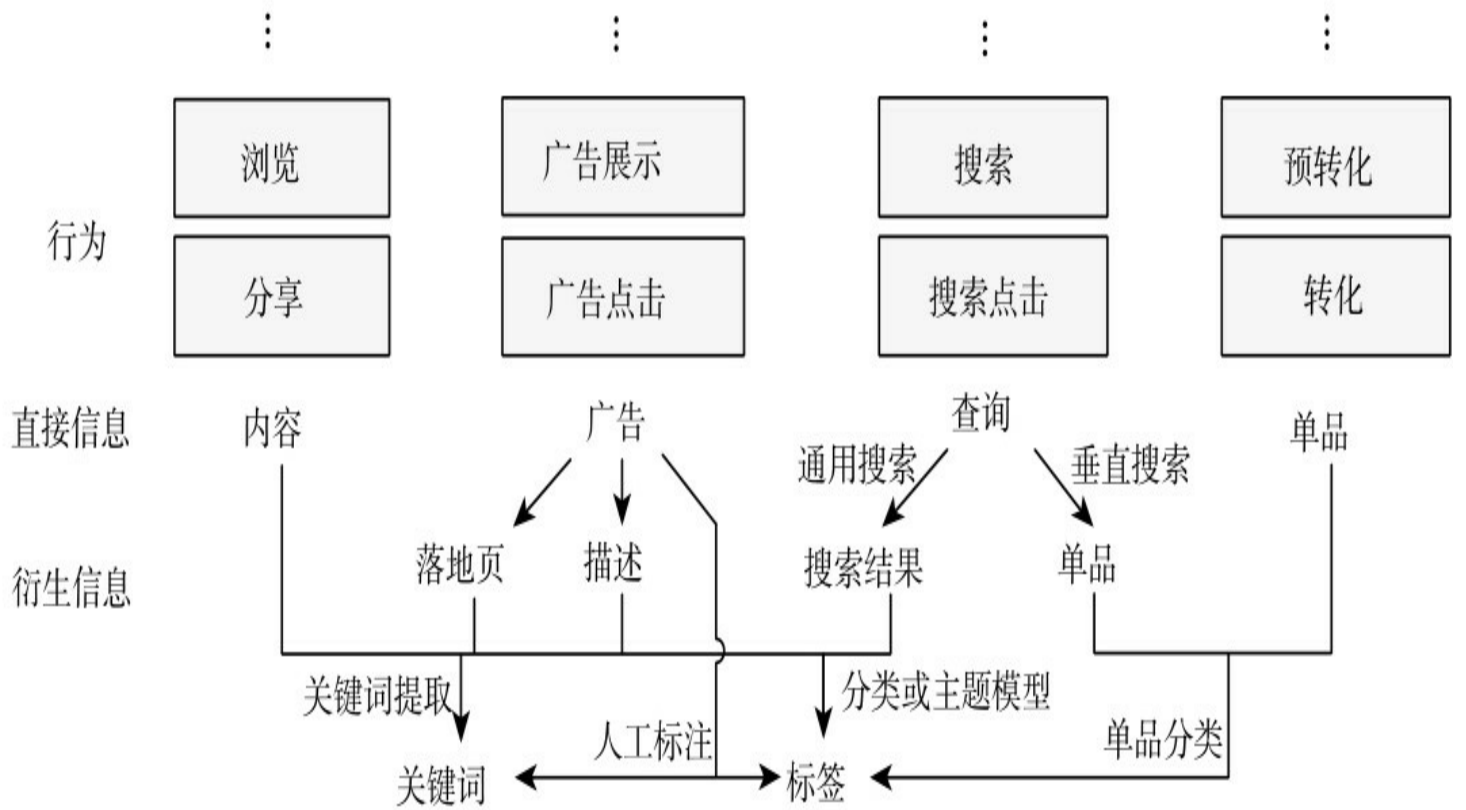 浏览
广告展示
搜索
预转化
行为
分享
广告点击
搜索点击
转化
直接信息
内容
广告
查询
单品
通用搜索
垂直搜索
衍生信息
落地页
描述
搜索结果
单品
关键词提取
分类或主题模型
人工标注
单品分类
关键词
标签